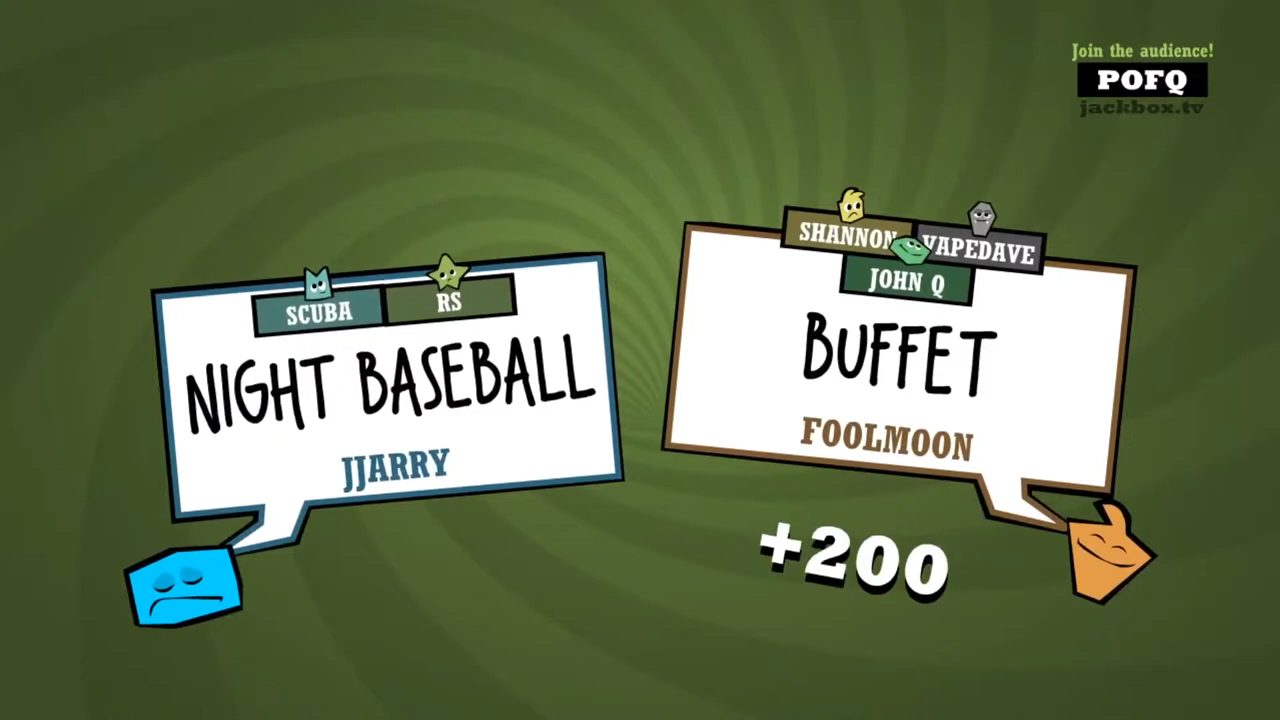 Join the audience!
POFQ
jackbox.tv
SCUBA
RS
NIGHT BASEBALL
JJARRY
SHANNON
VAPEDAVE
JOHN Q
BUFFET
FOOLMOON
+200